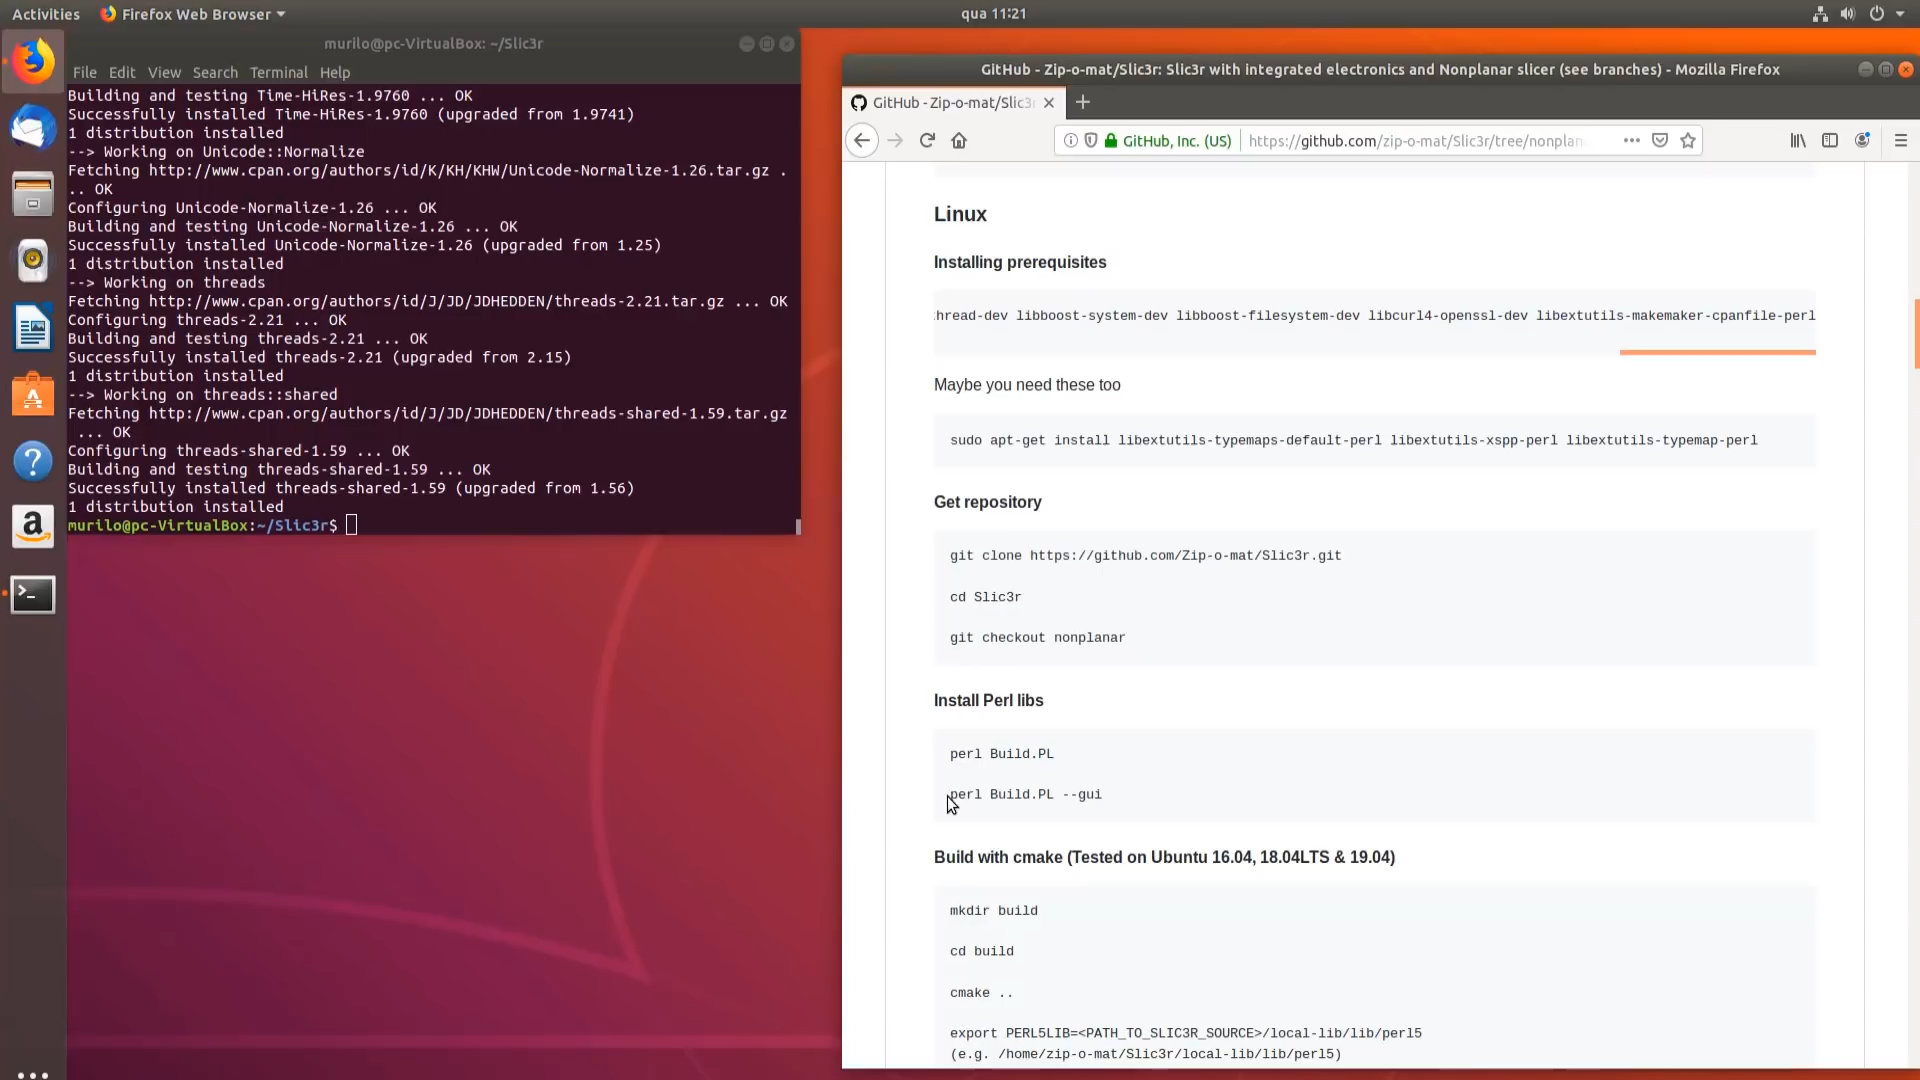 Activities
Firefox Web Browser
qua 11:21
murilo@pc-VirtualBox: ~/Slic3r
File Edit View Search Terminal Help
Building and testing Time-HiRes-1.9760 ... OK
Successfully installed Time-HiRes-1.9760 (upgraded from 1.9741)
1 distribution installed
--> Working on Unicode::Normalize
Fetching http://www.cpan.org/authors/id/K/KH/KHW/Unicode-Normalize-1.26.tar.gz .
.. OK
Configuring Unicode-Normalize-1.26 ... OK
Building and testing Unicode-Normalize-1.26 ... OK
Successfully installed Unicode-Normalize-1.26 (upgraded from 1.25)
1 distribution installed
--> Working on threads
Fetching http://www.cpan.org/authors/id/J/JD/JDHEDDEN/threads-2.21.tar.gz ... OK
Configuring threads-2.21 ... OK
Building and testing threads-2.21 ... OK
Successfully installed threads-2.21 (upgraded from 2.15)
1 distribution installed
--> Working on threads::shared
Fetching http://www.cpan.org/authors/id/J/JD/JDHEDDEN/threads-shared-1.59.tar.gz
... OK
Configuring threads-shared-1.59 ... OK
Building and testing threads-shared-1.59 ... OK
Successfully installed threads-shared-1.59 (upgraded from 1.56)
1 distribution installed
murilo@pc-VirtualBox:~/Slic3r$
GitHub - Zip-o-mat/Slic3r: Slic3r with integrated electronics and Nonplanar slicer (see branches) - Mozilla Firefox
GitHub - Zip-o-mat/Slic3r
GitHub, Inc. (US)
https://github.com/zip-o-mat/Slic3r/tree/nonplan
Linux
Installing prerequisites
hread-dev libboost-system-dev libboost-filesystem-dev libcurl4-openssl-dev libextutils-makemaker-cpanfile-perl
Maybe you need these too
sudo apt-get install libextutils-typemaps-default-perl libextutils-xspp-perl libextutils-typemap-perl
Get repository
git clone https://github.com/Zip-o-mat/Slic3r.git
cd Slic3r
git checkout nonplanar
Install Perl libs
perl Build.PL
perl Build.PL --gui
Build with cmake (Tested on Ubuntu 16.04, 18.04LTS & 19.04)
mkdir build
cd build
cmake ..
export PERL5LIB=<PATH_TO_SLIC3R_SOURCE>/local-lib/lib/perl5
(e.g. /home/zip-o-mat/Slic3r/local-lib/lib/perl5)